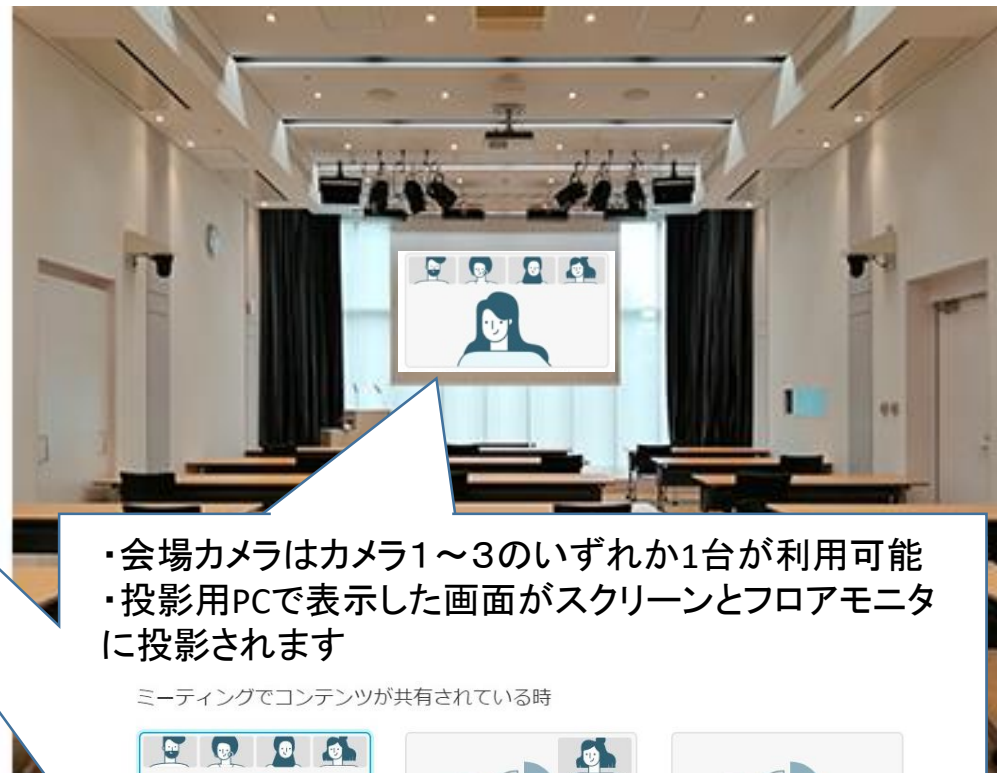 ・会場カメラはカメラ1～3のいずれか1台が利用可能
・投影用PCで表示した画面がスクリーンとフロアモニタ
に投影されます
ミーティングでコンテンツが共有されている時